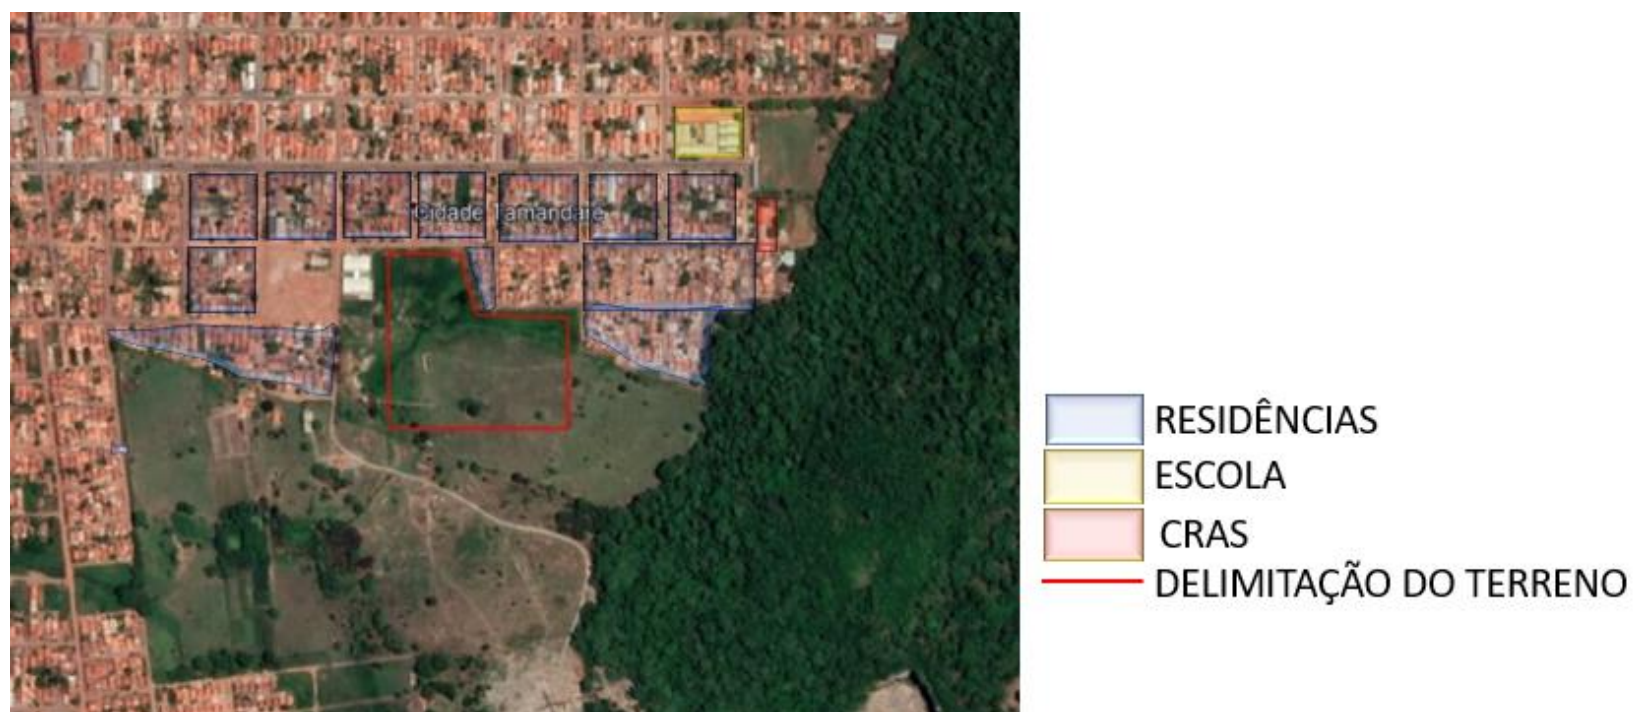 Cidade Tamandaré
RESIDÊNCIAS
ESCOLA
CRAS
DELIMITAÇÃO DO TERRENO